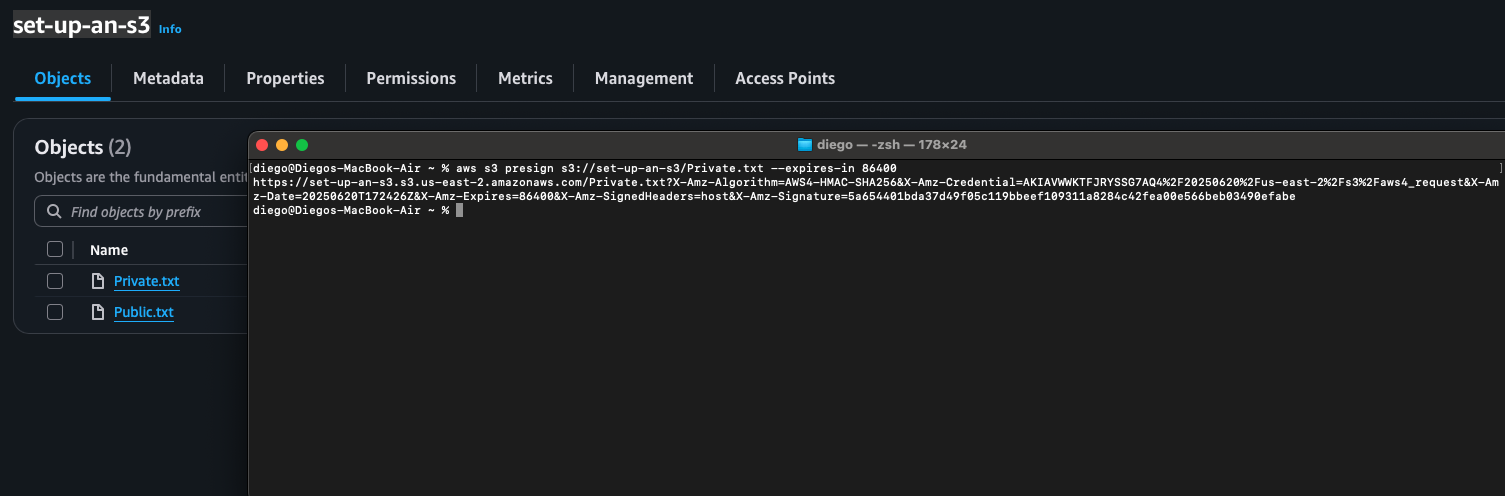 set-up-an-s3 Info
Objects Metadata Properties Permissions Metrics Management Access Points
Objects (2)
Objects are the fundamental entit
Find objects by prefix
Name
Private.txt
Public.txt
diego — -zsh — 178×24
[diego@Diegos-MacBook-Air ~ % aws s3 presign s3://set-up-an-s3/Private.txt --expires-in 86400 ]
https://set-up-an-s3.s3.us-east-2.amazonaws.com/Private.txt?X-Amz-Algorithm=AWS4-HMAC-SHA256&X-Amz-Credential=AKIAVWWKTFJRYSSG7AQ4%2F20250620%2Fus-east-2%2Fs3%2Faws4_request&X-Am
z-Date=20250620T172426Z&X-Amz-Expires=86400&X-Amz-SignedHeaders=host&X-Amz-Signature=5a654401bda37d49f05c119bbeef109311a8284c42fea00e566beb03490efabe
diego@Diegos-MacBook-Air ~ %